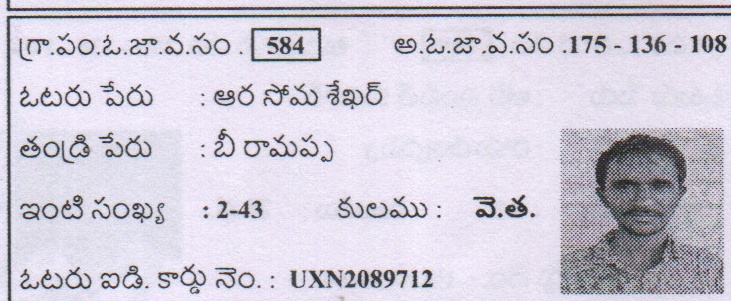 గ్రా.పం.ఓ.జా.వ.సం . 584 అ.ఓ.జా.వ.సం .175 - 136 - 108
ఓటరు పేరు : ఆర సోమ శేఖర్
తండ్రి పేరు : బీ రామప్ప
ఇంటి సంఖ్య : 2-43 కులము : వె.త.
ఓటరు ఐడి. కార్డు నెం. : UXN2089712